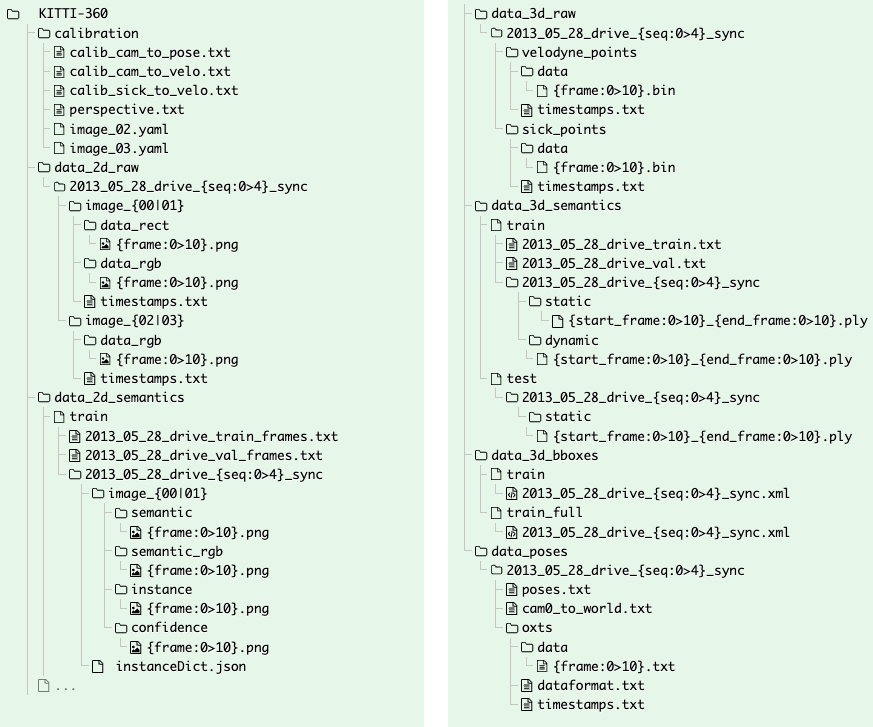 KITTI-360
calibration
calib_cam_to_pose.txt
calib_cam_to_velo.txt
calib_sick_to_velo.txt
perspective.txt
image_02.yaml
image_03.yaml
data_2d_raw
2013_05_28_drive_{seq:0>4}_sync
image_{00|01}
data_rect
{frame:0>10}.png
data_rgb
{frame:0>10}.png
timestamps.txt
image_{02|03}
data_rgb
{frame:0>10}.png
timestamps.txt
data_2d_semantics
train
2013_05_28_drive_train_frames.txt
2013_05_28_drive_val_frames.txt
2013_05_28_drive_{seq:0>4}_sync
image_{00|01}
semantic
{frame:0>10}.png
semantic_rgb
{frame:0>10}.png
instance
{frame:0>10}.png
confidence
{frame:0>10}.png
instanceDict.json
...
data_3d_raw
2013_05_28_drive_{seq:0>4}_sync
velodyne_points
data
{frame:0>10}.bin
timestamps.txt
sick_points
data
{frame:0>10}.bin
timestamps.txt
data_3d_semantics
train
2013_05_28_drive_train.txt
2013_05_28_drive_val.txt
2013_05_28_drive_{seq:0>4}_sync
static
{start_frame:0>10}_{end_frame:0>10}.ply
dynamic
{start_frame:0>10}_{end_frame:0>10}.ply
test
2013_05_28_drive_{seq:0>4}_sync
static
{start_frame:0>10}_{end_frame:0>10}.ply
data_3d_bboxes
train
2013_05_28_drive_{seq:0>4}_sync.xml
train_full
2013_05_28_drive_{seq:0>4}_sync.xml
data_poses
2013_05_28_drive_{seq:0>4}_sync
poses.txt
cam0_to_world.txt
oxts
data
{frame:0>10}.txt
dataformat.txt
timestamps.txt